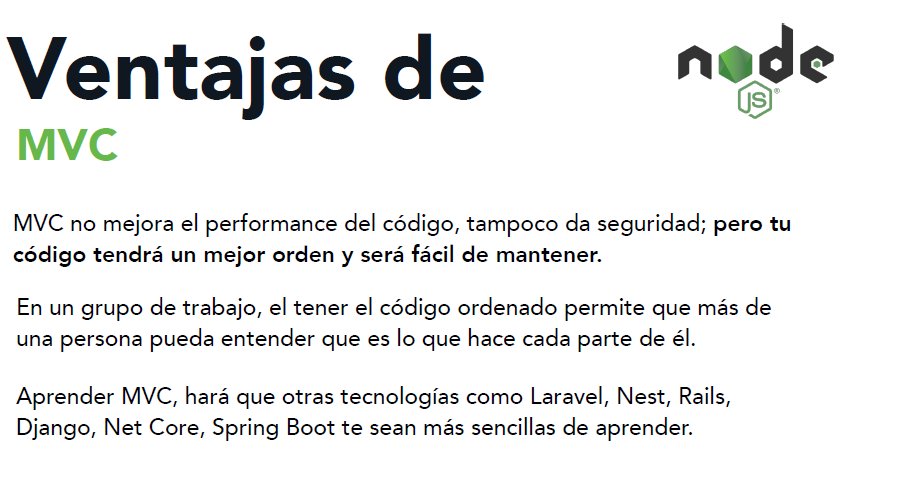 Ventajas de
MVC
node
JS®
MVC no mejora el performance del código, tampoco da seguridad; pero tu
código tendrá un mejor orden y será fácil de mantener.
En un grupo de trabajo, el tener el código ordenado permite que más de
una persona pueda entender que es lo que hace cada parte de él.
Aprender MVC, hará que otras tecnologías como Laravel, Nest, Rails,
Django, Net Core, Spring Boot te sean más sencillas de aprender.